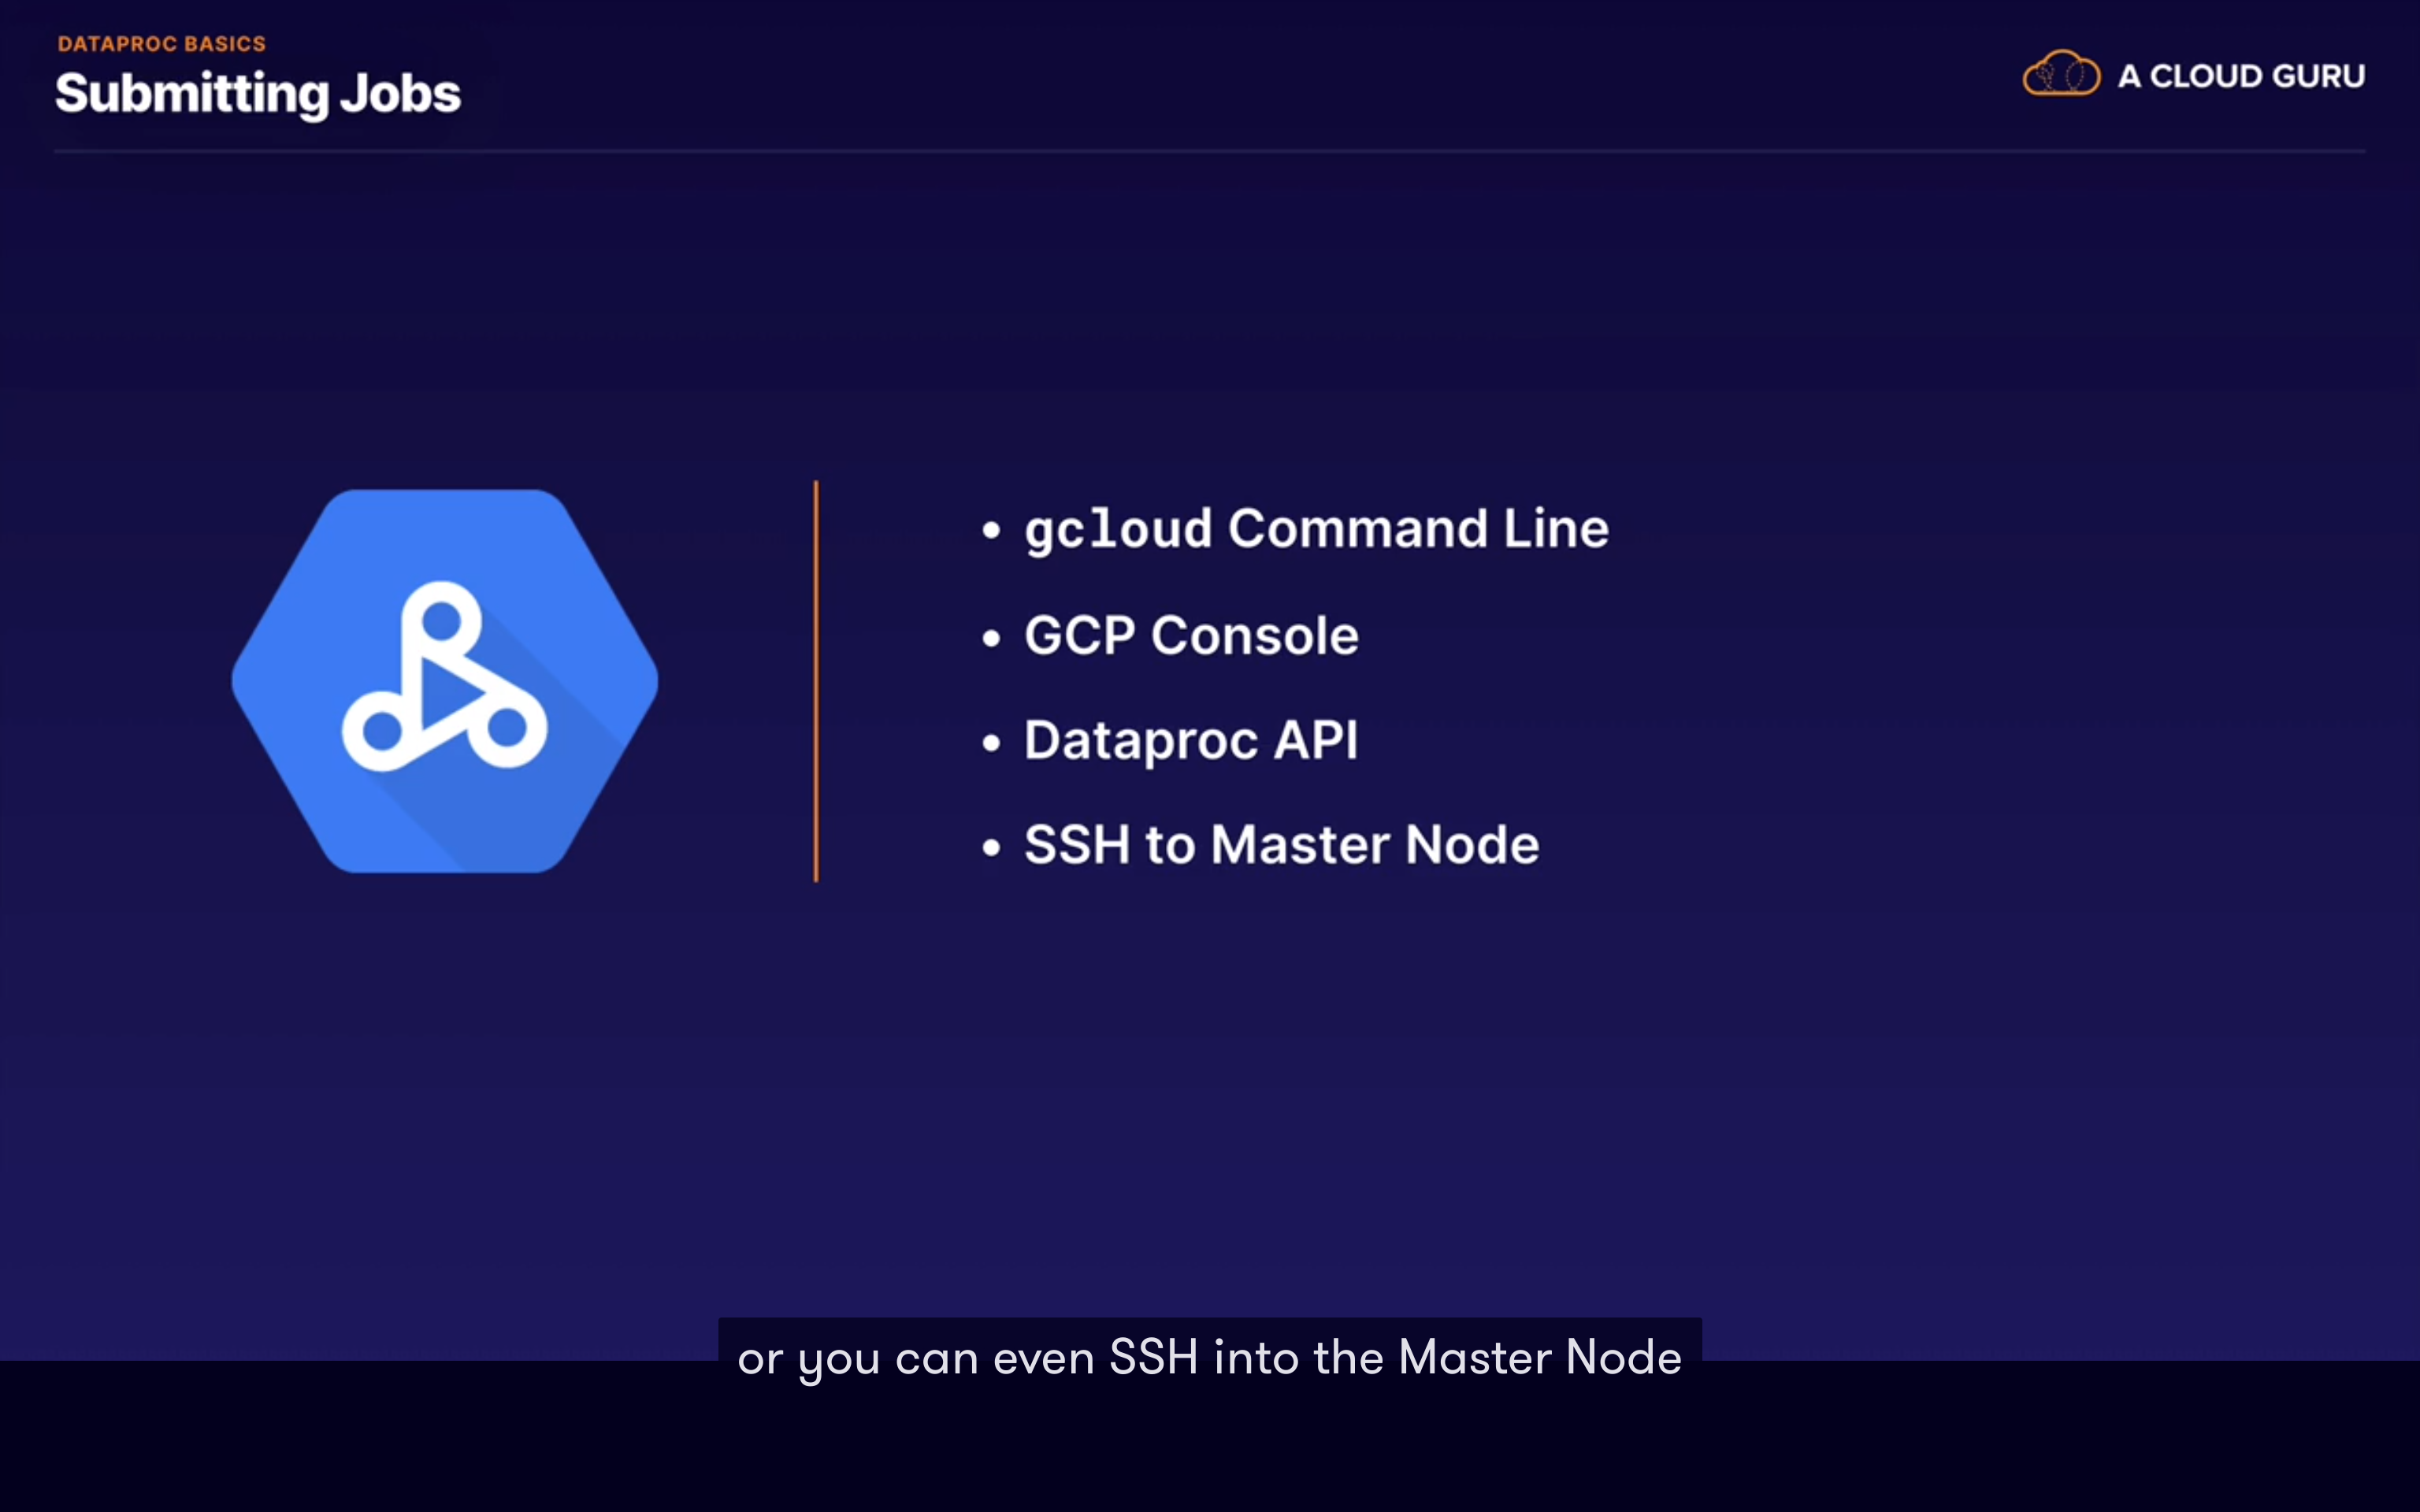 DATAPROC BASICS
Submitting Jobs
A CLOUD GURU
• gcloud Command Line
• GCP Console
• Dataproc API
• SSH to Master Node
or you can even SSH into the Master Node